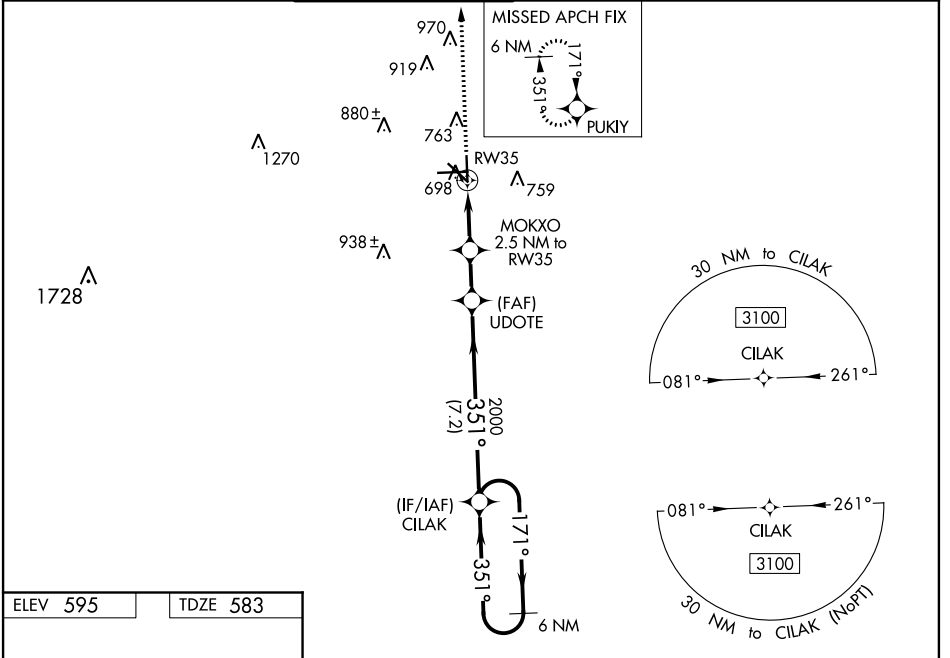 MISSED APCH FIX
6 NM
171°
351°
PUKIY
970
919
880±
763
1270
RW35
698
759
MOKXO
2.5 NM to
RW35
938±
1728
(FAF)
UDOTE
2000
351°
(7.2)
(IF/IAF)
CILAK
171°
351°
6 NM
30 NM to CILAK
3100
CILAK
081°
261°
081°
261°
CILAK
3100
30 NM to CILAK (NoPT)
ELEV 595
TDZE 583